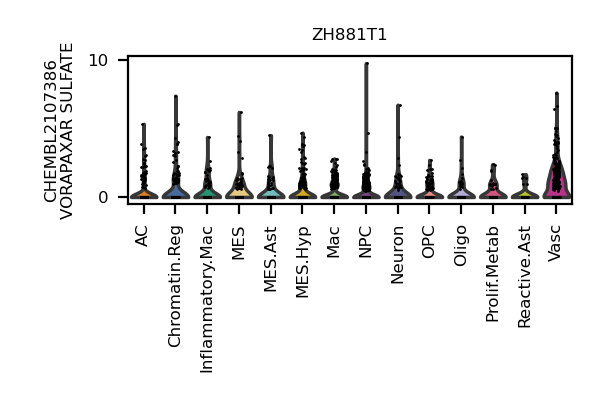 ZH881T1
CHEMBL2107386
VORAPAXAR SULFATE
10
0
AC
Chromatin.Reg
Inflammatory.Mac
MES
MES.Ast
MES.Hyp
Mac
NPC
Neuron
OPC
Oligo
Prolif.Metab
Reactive.Ast
Vasc